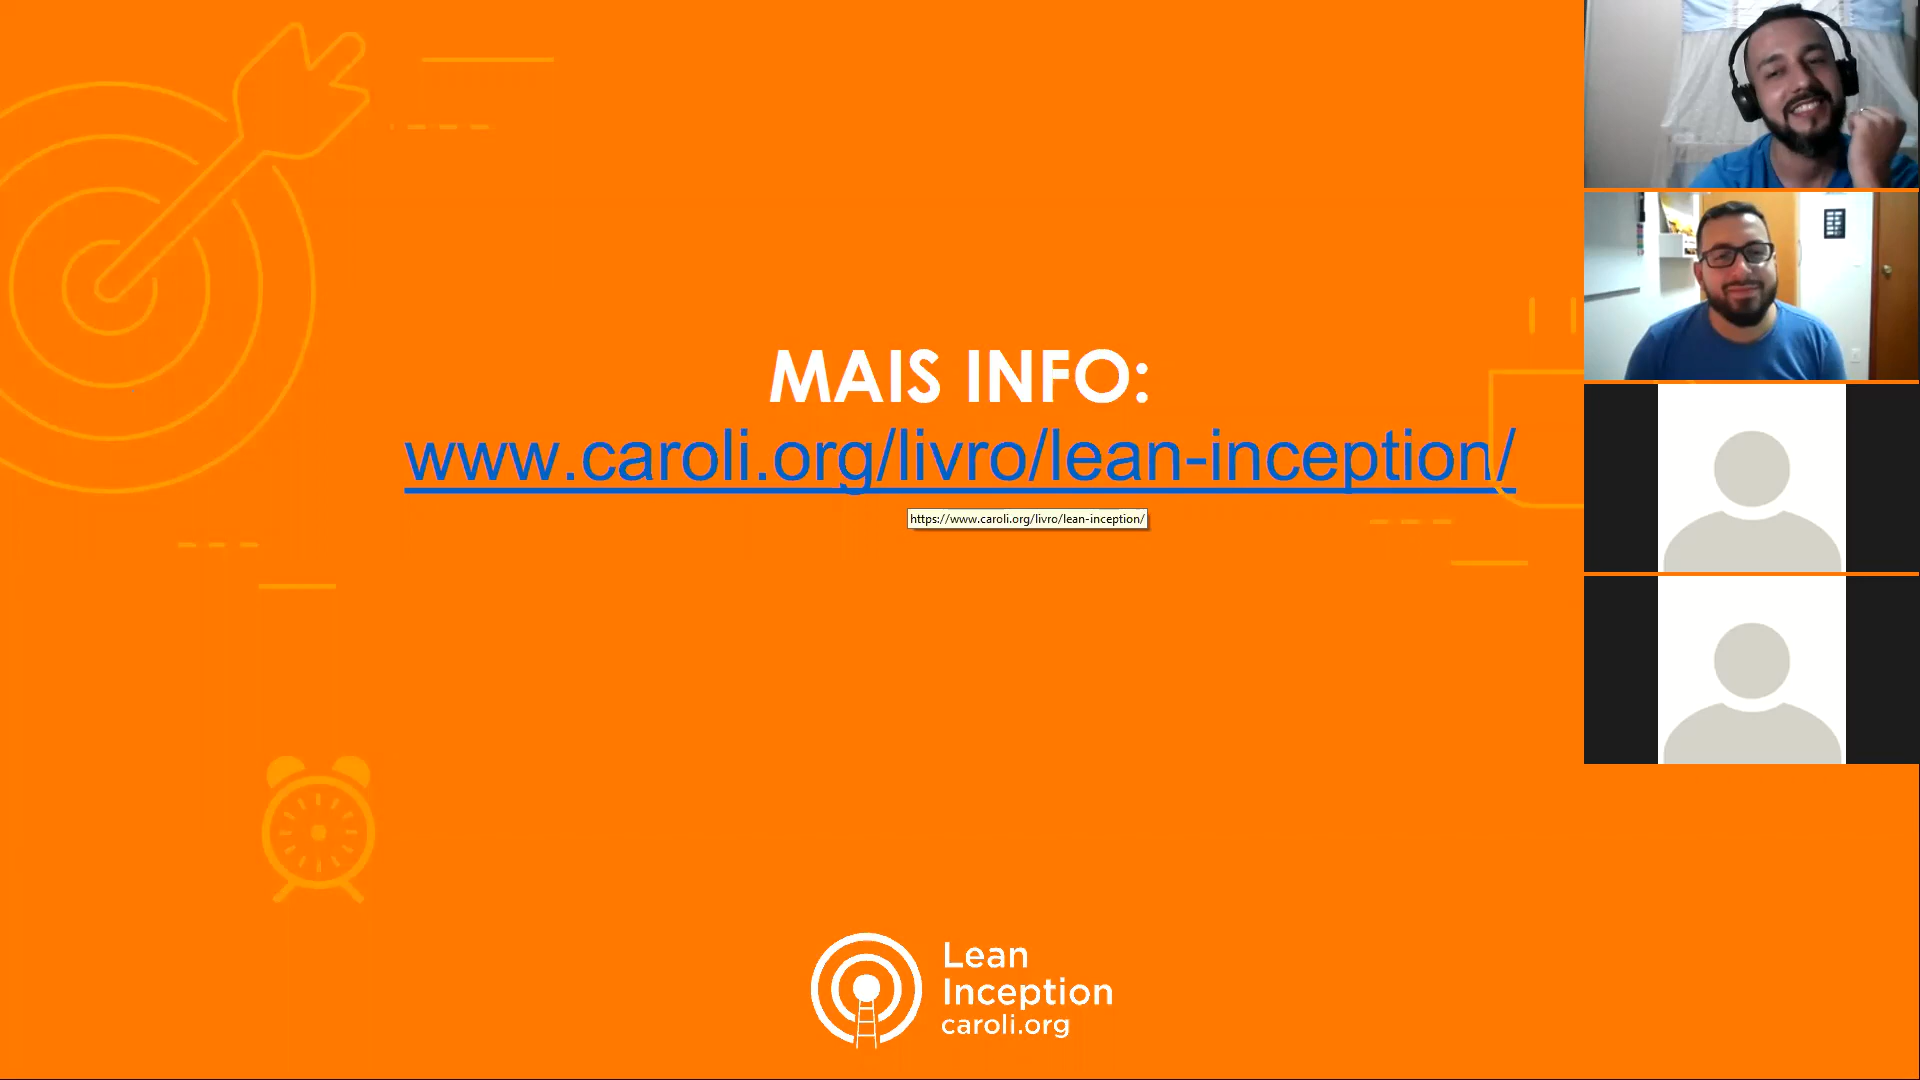 MAIS INFO:
www.caroli.org/livro/lean-inception/
https://www.caroli.org/livro/lean-inception/
Lean
Inception
caroli.org